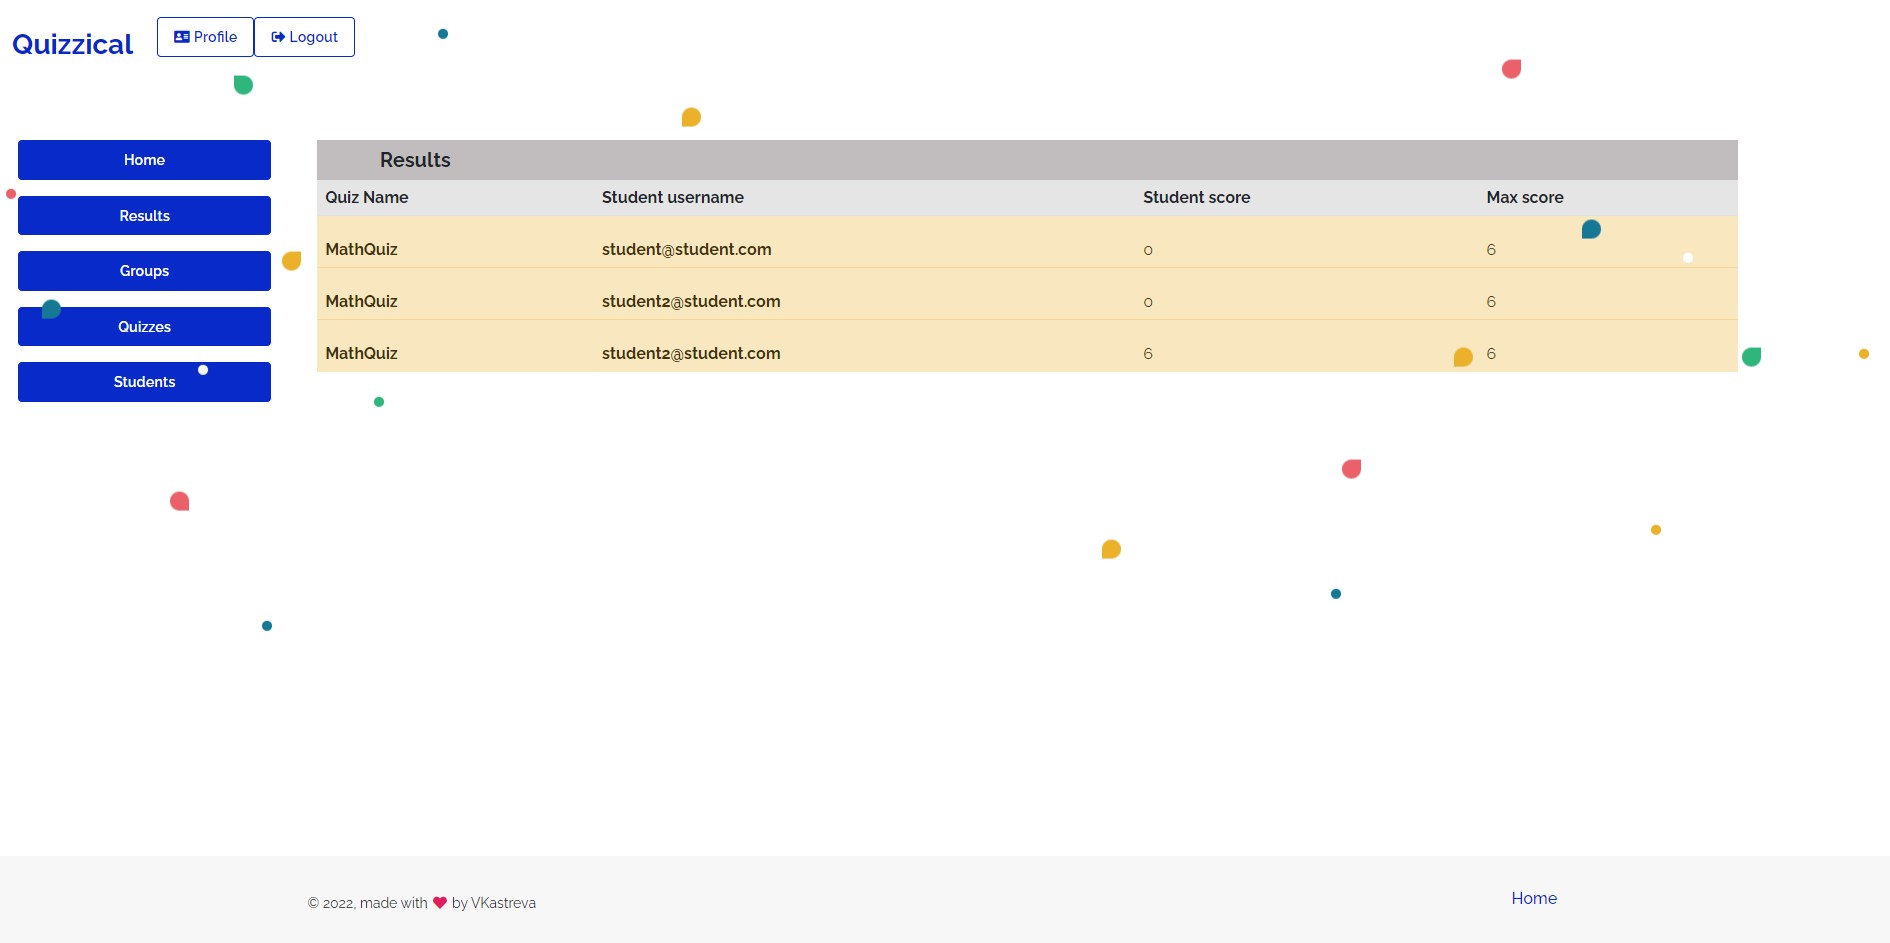 Quizzical Profile Logout
Home
Results
Groups
Quizzes
Students
Results
Quiz Name Student username Student score Max score
MathQuiz student@student.com 0 6
MathQuiz student2@student.com 0 6
MathQuiz student2@student.com 6 6
© 2022, made with ❤ by VKastreva
Home